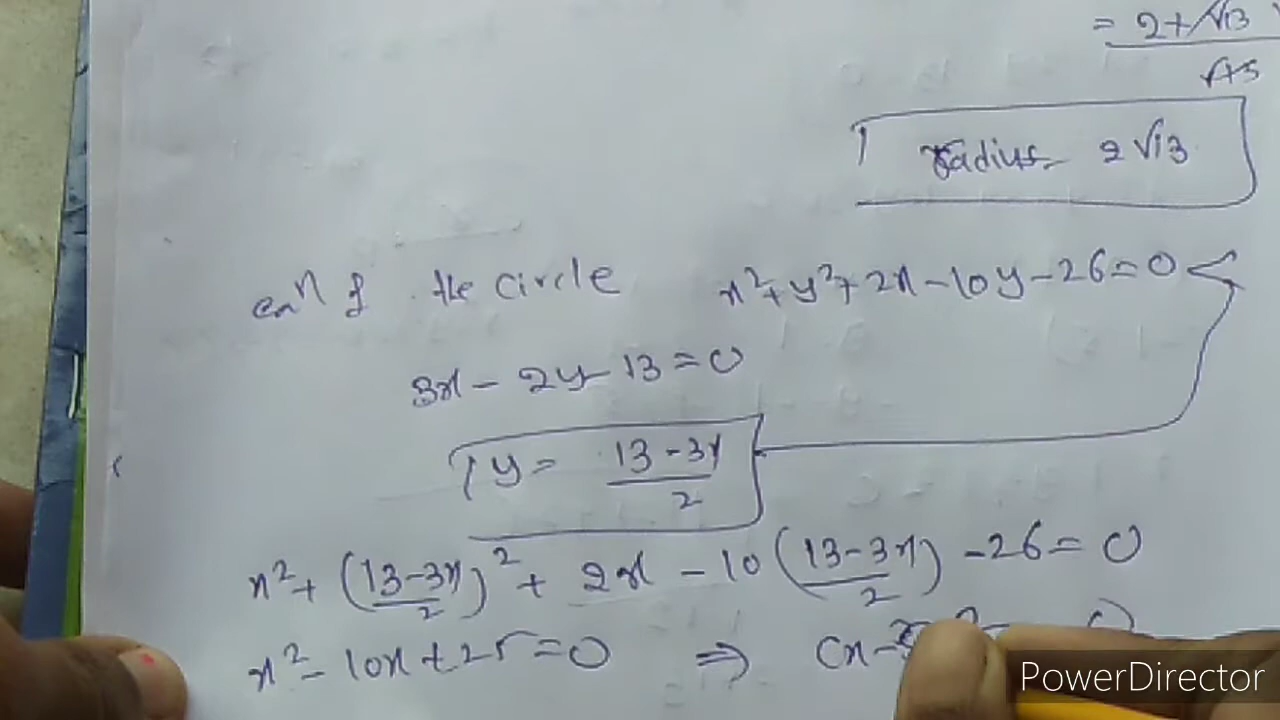 = 2+√13
√13
radius = 2√13
eqn of the circle x²+y²+2x-10y-26=0
3x-2y-13=0
y = 13-3x
2
x²+(13-3x/2)²+2x-10(13-3x/2)-26=0
x²-10x+25=0 ⇒ (x-
PowerDirector